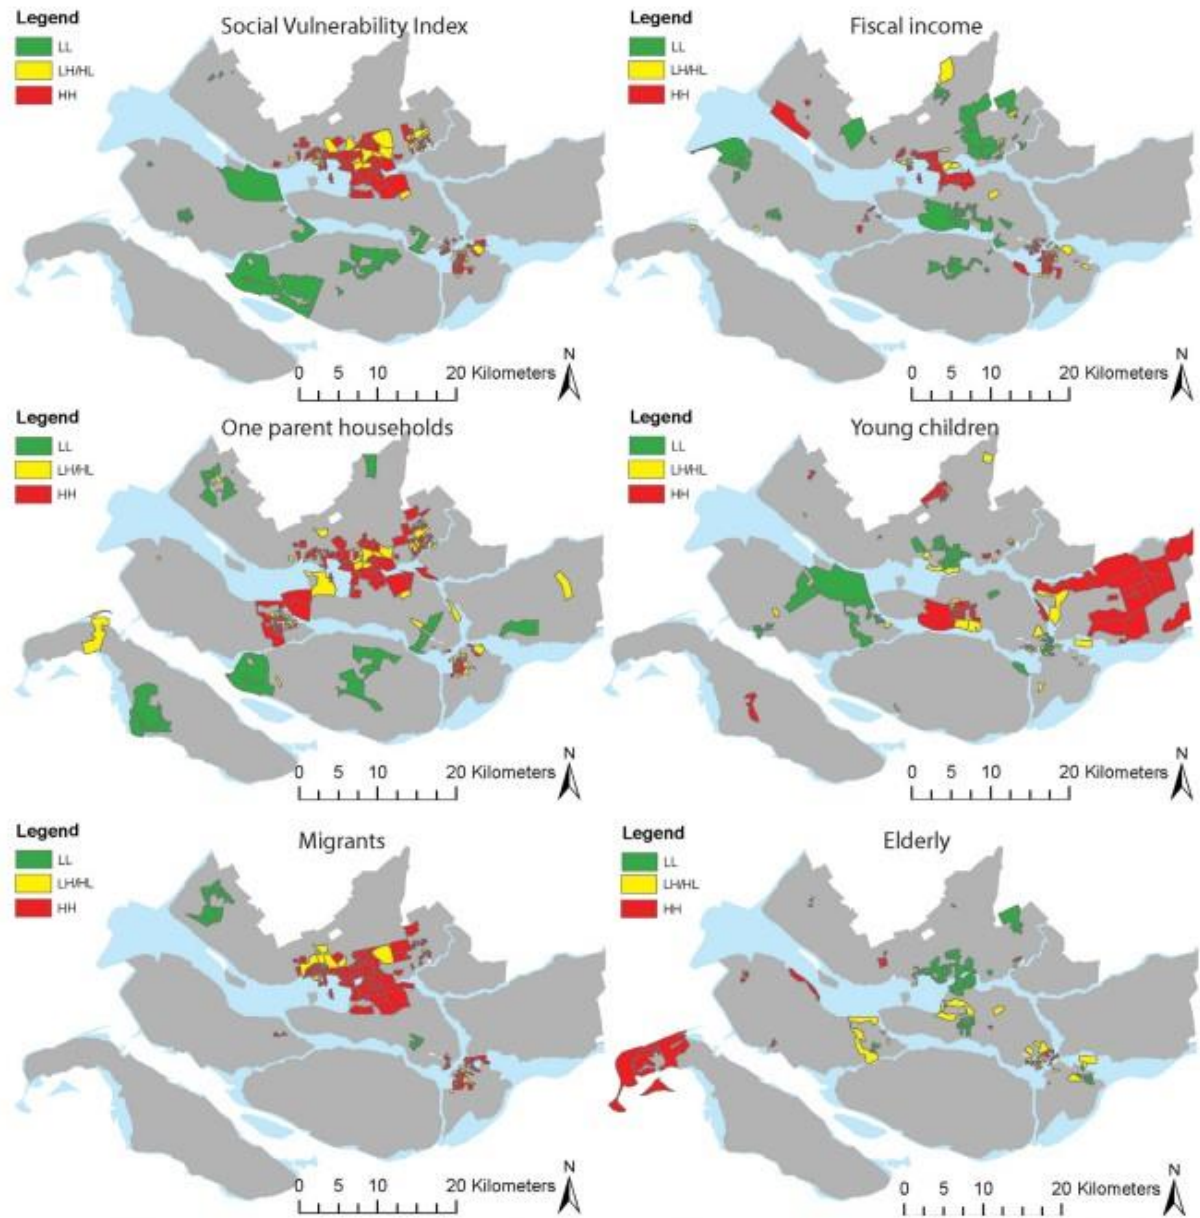 Legend
Social Vulnerability Index
LL
LH/HL
HH
N
0 5 10 20 Kilometers
Legend
Fiscal income
LL
LH/HL
HH
N
0 5 10 20 Kilometers
Legend
One parent households
LL
LH/HL
HH
N
0 5 10 20 Kilometers
Legend
Young children
LL
LH/HL
HH
N
0 5 10 20 Kilometers
Legend
Migrants
LL
LH/HL
HH
N
0 5 10 20 Kilometers
Legend
Elderly
LL
LH/HL
HH
N
0 5 10 20 Kilometers